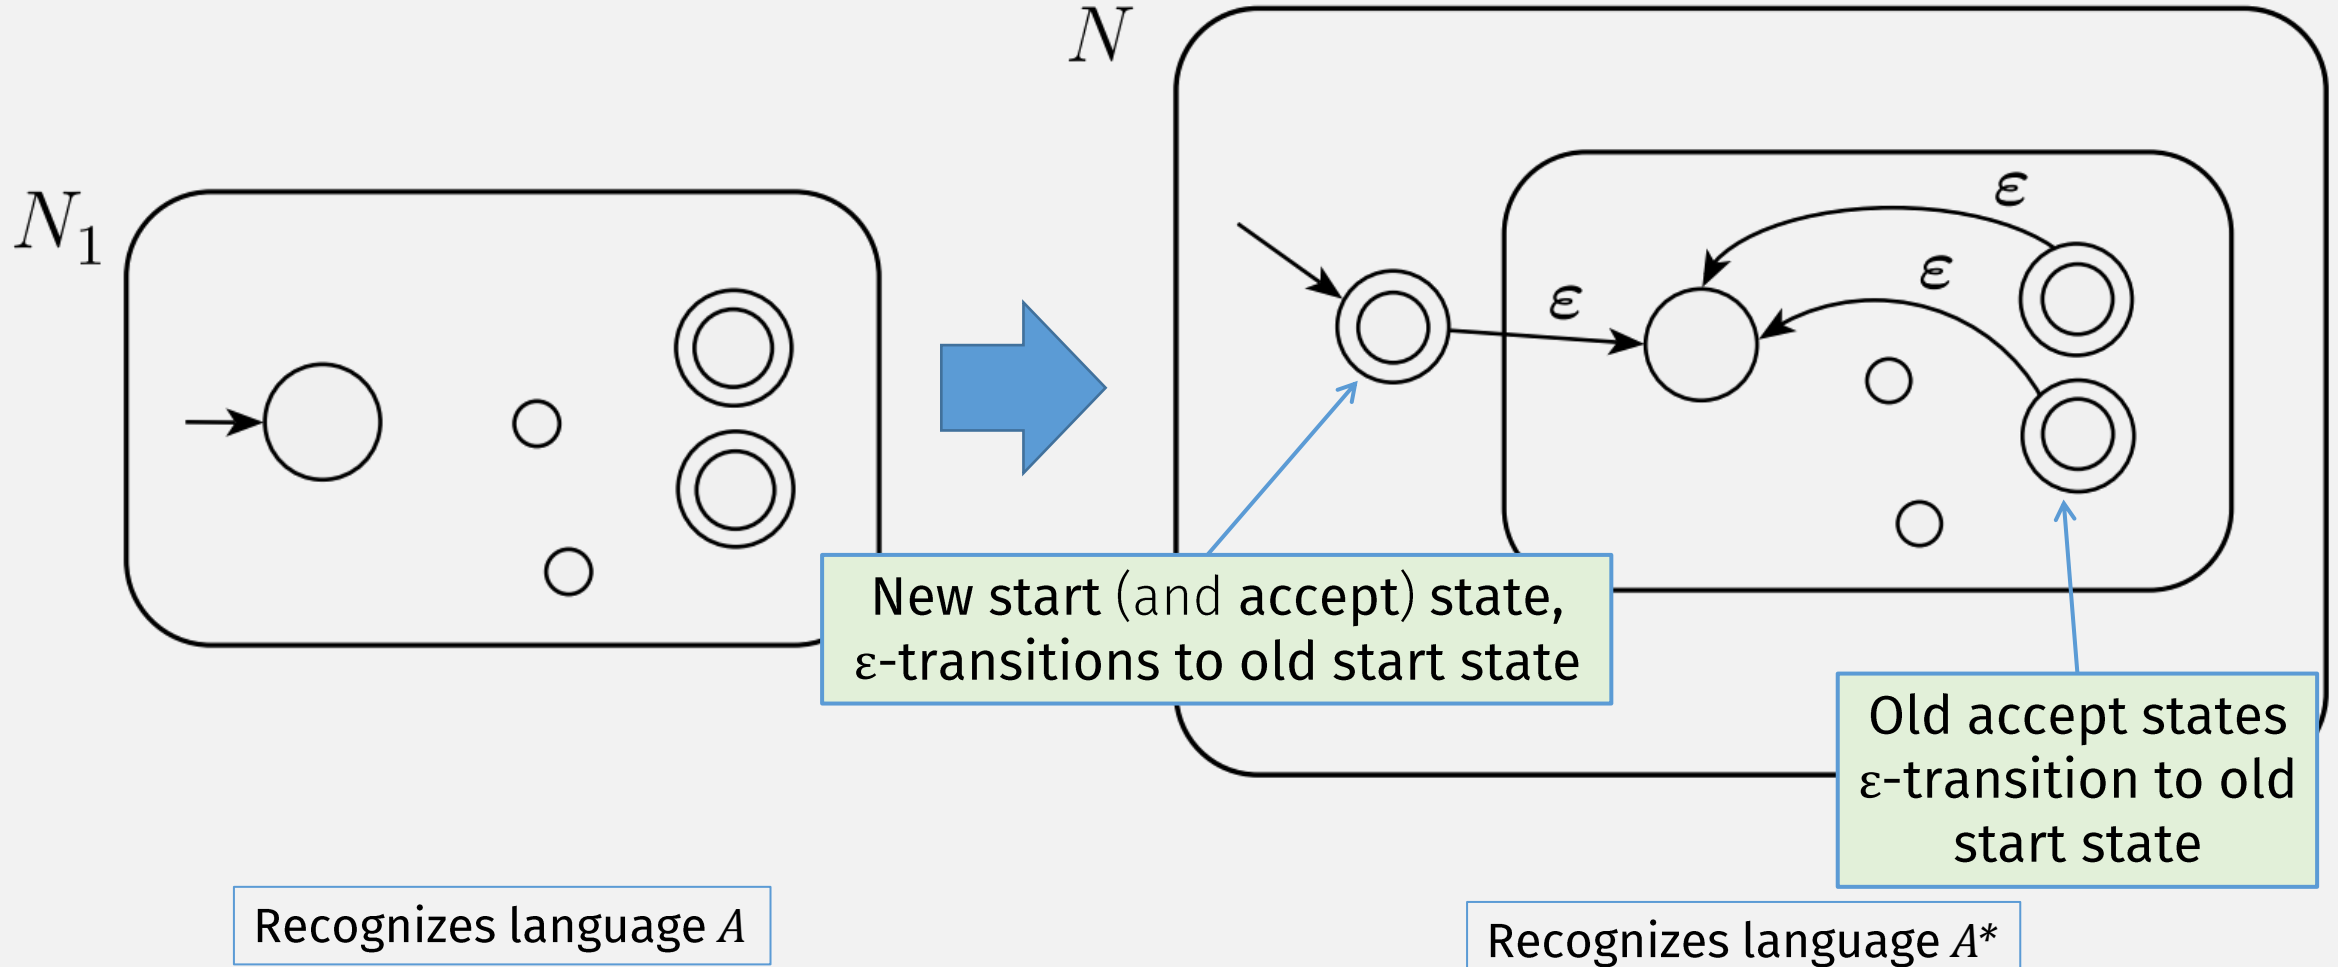 N
N₁
ε
ε
ε
New start (and accept) state,
ε-transitions to old start state
Old accept states
ε-transition to old
start state
Recognizes language A
Recognizes language A*